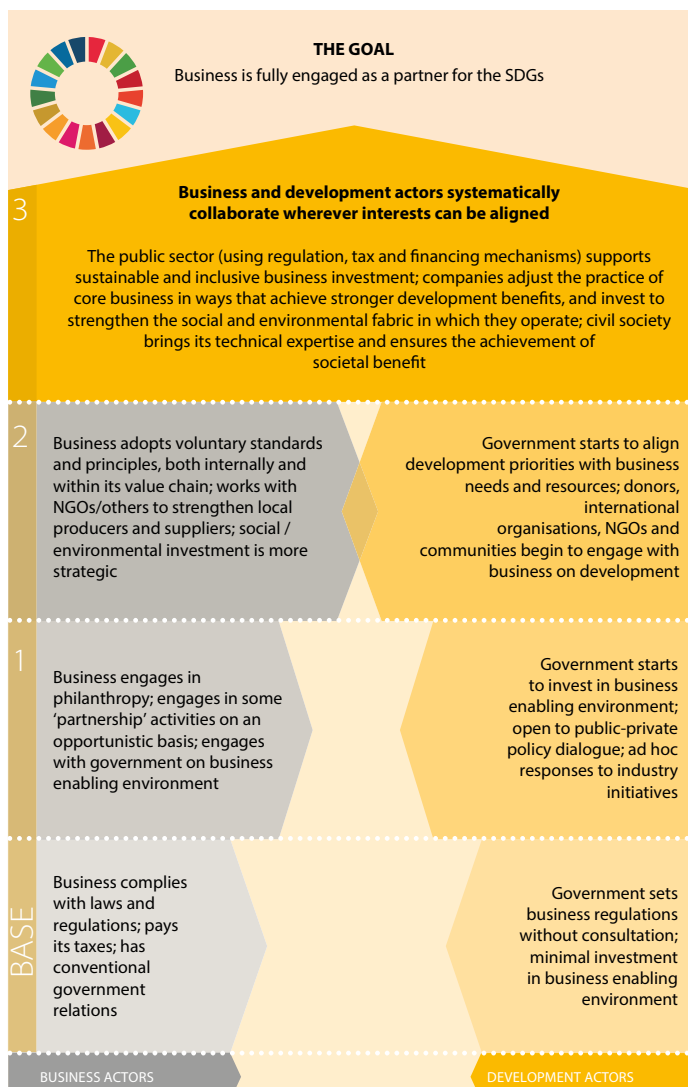 THE GOAL
Business is fully engaged as a partner for the SDGs
3
Business and development actors systematically
collaborate wherever interests can be aligned
The public sector (using regulation, tax and financing mechanisms) supports
sustainable and inclusive business investment; companies adjust the practice of
core business in ways that achieve stronger development benefits, and invest to
strengthen the social and environmental fabric in which they operate; civil society
brings its technical expertise and ensures the achievement of
societal benefit
2
Business adopts voluntary standards
and principles, both internally and
within its value chain; works with
NGOs/others to strengthen local
producers and suppliers; social /
environmental investment is more
strategic
Government starts to align
development priorities with business
needs and resources; donors,
international
organisations, NGOs and
communities begin to engage with
business on development
1
Business engages in
philanthropy; engages in some
‘partnership’ activities on an
opportunistic basis; engages
with government on business
enabling environment
Government starts
to invest in business
enabling environment;
open to public-private
policy dialogue; ad hoc
responses to industry
initiatives
BASE
Business complies
with laws and
regulations; pays
its taxes; has
conventional
government
relations
Government sets
business regulations
without consultation;
minimal investment
in business enabling
environment
BUSINESS ACTORS
DEVELOPMENT ACTORS